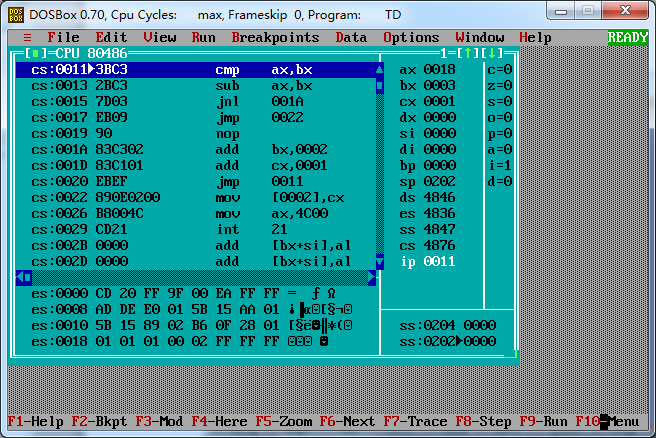 DOSBox 0.70, Cpu Cycles: max, Frameskip 0, Program: TD
≡ File Edit View Run Breakpoints Data Options Window Help READY
[■]=CPU 80486 1=[↑][↓]
cs:0011►3BC3 cmp ax,bx ax 0018 c=0
cs:0013 2BC3 sub ax,bx bx 0003 z=0
cs:0015 7D03 jnl 001A cx 0001 s=0
cs:0017 EB09 jmp 0022 dx 0000 o=0
cs:0019 90 nop si 0000 p=0
cs:001A 83C302 add bx,0002 di 0000 a=0
cs:001D 83C101 add cx,0001 bp 0000 i=1
cs:0020 EBEF jmp 0011 sp 0202 d=0
cs:0022 890E0200 mov [0002],cx ds 4846
cs:0026 B8004C mov ax,4C00 es 4836
cs:0029 CD21 int 21 ss 4847
cs:002B 0000 add [bx+si],al cs 4876
cs:002D 0000 add [bx+si],al ip 0011
es:0000 CD 20 FF 9F 00 EA FF FF = ƒ Ω
es:0008 AD DE E0 01 5B 15 AA 01 ¡▐α☺[§¬☺
es:0010 5B 15 89 02 B6 0F 28 01 [§ë☻╢☼(☺
es:0018 01 01 01 00 02 FF FF FF ☺☺☺ ☻
ss:0204 0000
ss:0202►0000
F1-Help F2-Bkpt F3-Mod F4-Here F5-Zoom F6-Next F7-Trace F8-Step F9-Run F10 Menu